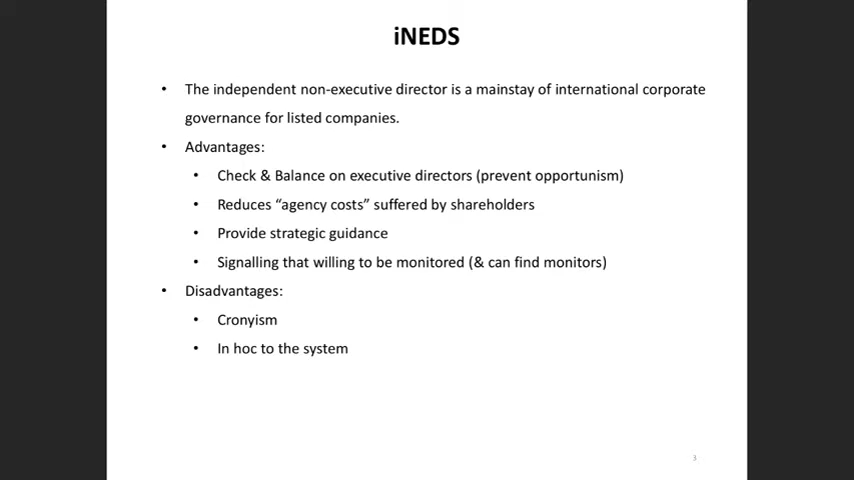 iNEDS
• The independent non-executive director is a mainstay of international corporate
governance for listed companies.
• Advantages:
• Check & Balance on executive directors (prevent opportunism)
• Reduces “agency costs” suffered by shareholders
• Provide strategic guidance
• Signalling that willing to be monitored (& can find monitors)
• Disadvantages:
• Cronyism
• In hoc to the system
3